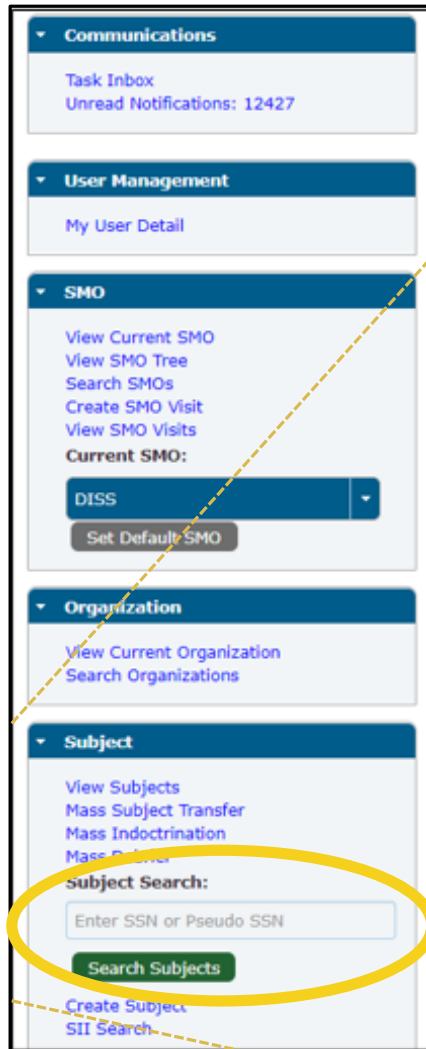 Communications
Task Inbox
Unread Notifications: 12427
User Management
My User Detail
SMO
View Current SMO
View SMO Tree
Search SMOs
Create SMO Visit
View SMO Visits
Current SMO:
DISS
Set Default SMO
Organization
View Current Organization
Search Organizations
Subject
View Subjects
Mass Subject Transfer
Mass Indoctrination
Mass Debrief
Subject Search:
Enter SSN or Pseudo SSN
Search Subjects
Create Subject
SII Search